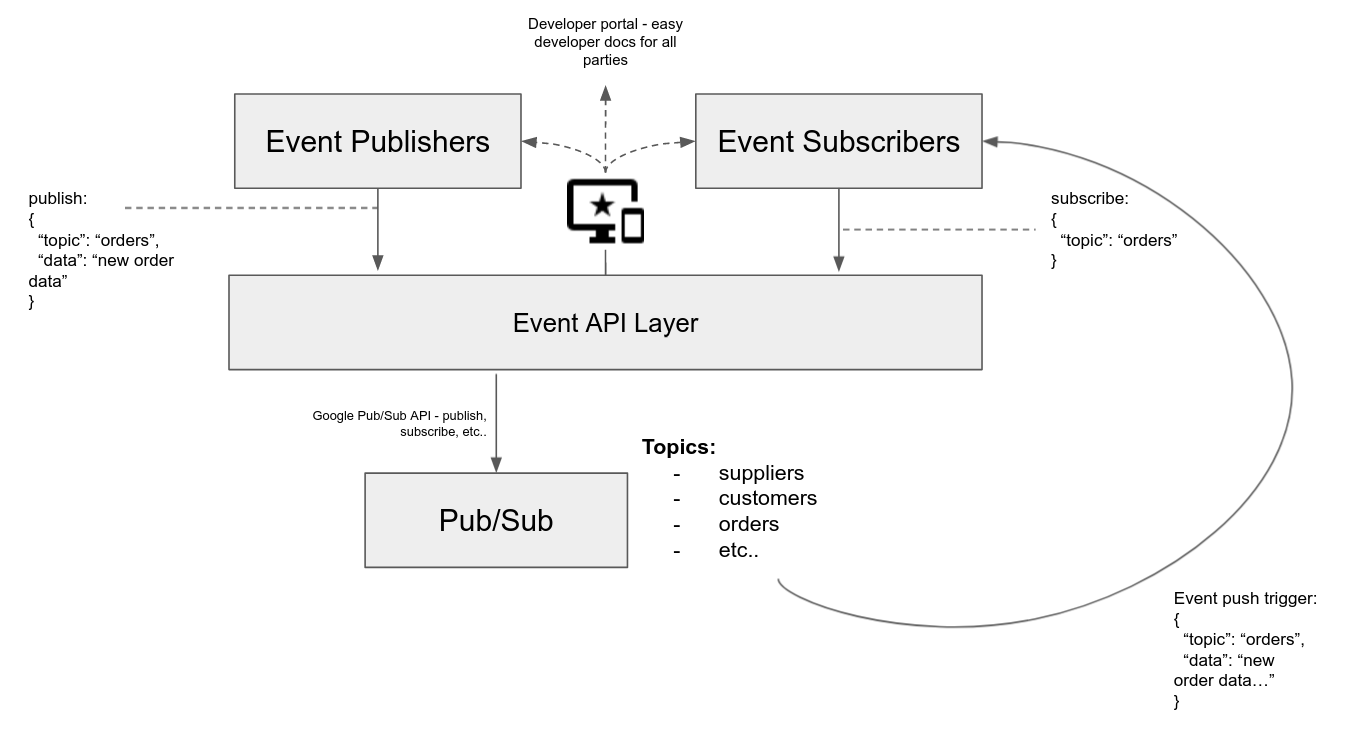 Developer portal - easy
developer docs for all
parties
Event Publishers
Event Subscribers
publish:
{
“topic”: “orders”,
“data”: “new order
data”
}
subscribe:
{
“topic”: “orders”
}
Event API Layer
Google Pub/Sub API - publish,
subscribe, etc..
Pub/Sub
Topics:
- suppliers
- customers
- orders
- etc..
Event push trigger:
{
“topic”: “orders”,
“data”: “new
order data…”
}